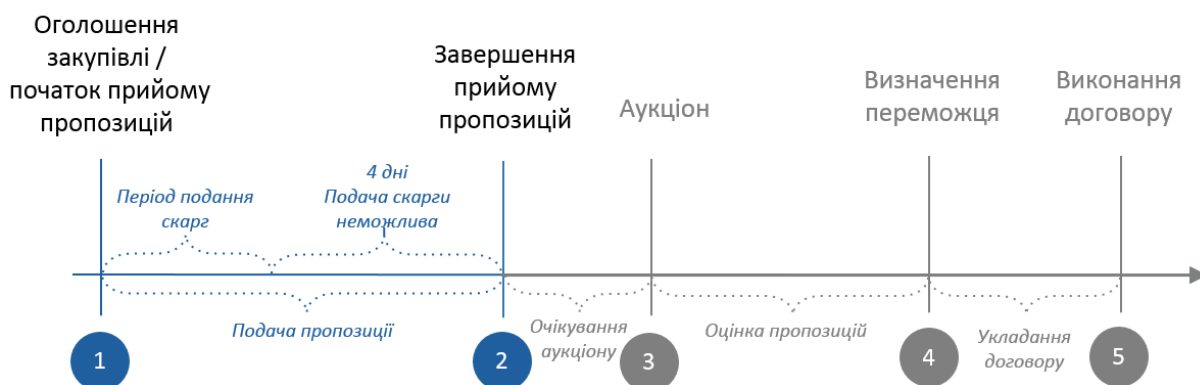 Оголошення
закупівлі /
початок прийому
пропозицій
Завершення
прийому
пропозицій
Аукціон
Визначення
переможця
Виконання
договору
Період подання
скарг
4 дні
Подача скарги
неможлива
Подача пропозиції
Очікування
аукціону
Оцінка пропозицій
Укладання
договору
1
2
3
4
5